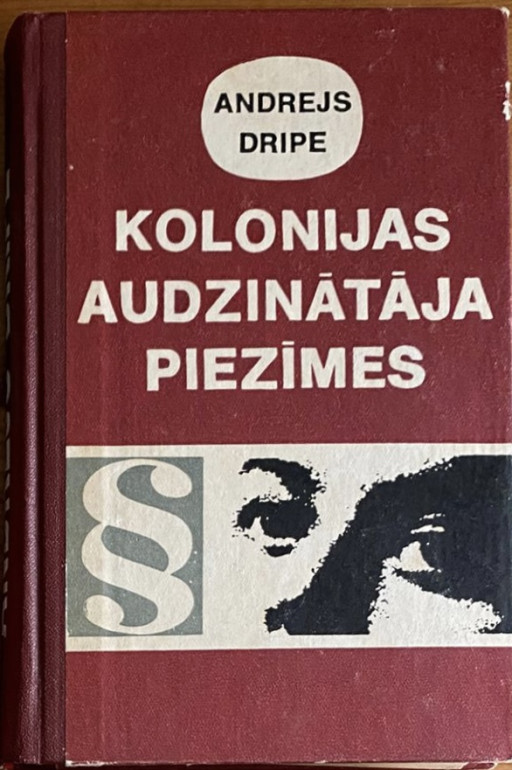 ANDREJS
DRIPE
KOLONIJAS
AUDZINĀTĀJA
PIEZĪMES
§